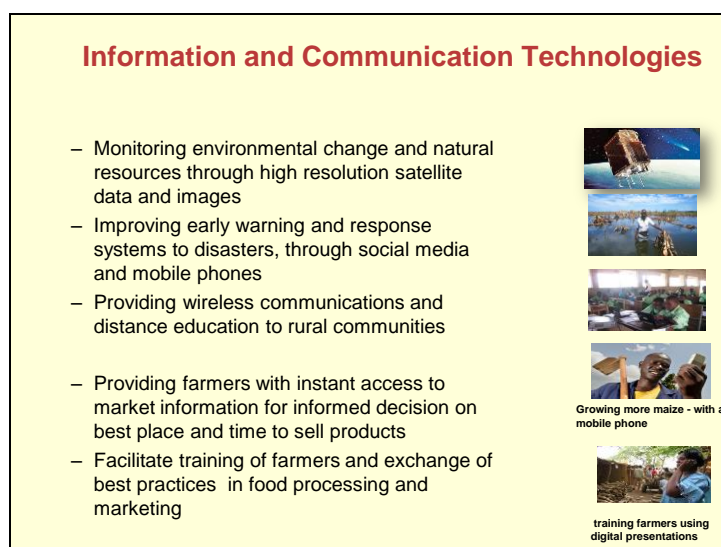 Information and Communication Technologies
– Monitoring environmental change and natural
resources through high resolution satellite
data and images
– Improving early warning and response
systems to disasters, through social media
and mobile phones
– Providing wireless communications and
distance education to rural communities
– Providing farmers with instant access to
market information for informed decision on
best place and time to sell products
– Facilitate training of farmers and exchange of
best practices in food processing and
marketing
Growing more maize - with a
mobile phone
training farmers using
digital presentations